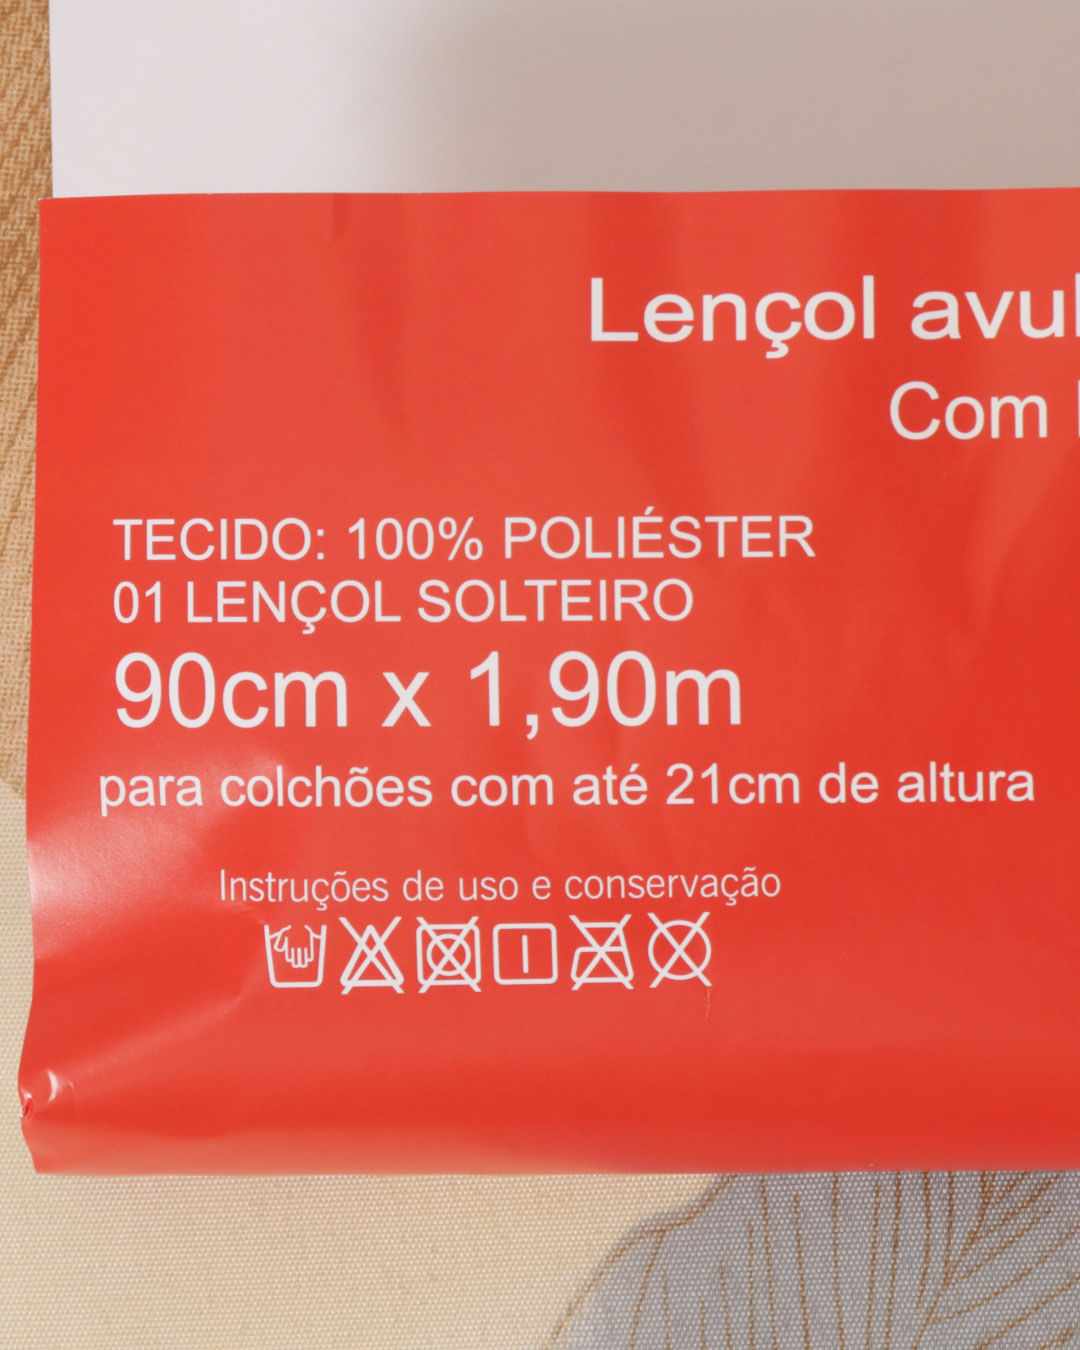 Lençol avul
Com
TECIDO: 100% POLIÉSTER
01 LENÇOL SOLTEIRO
90cm x 1,90m
para colchões com até 21cm de altura
Instruções de uso e conservação